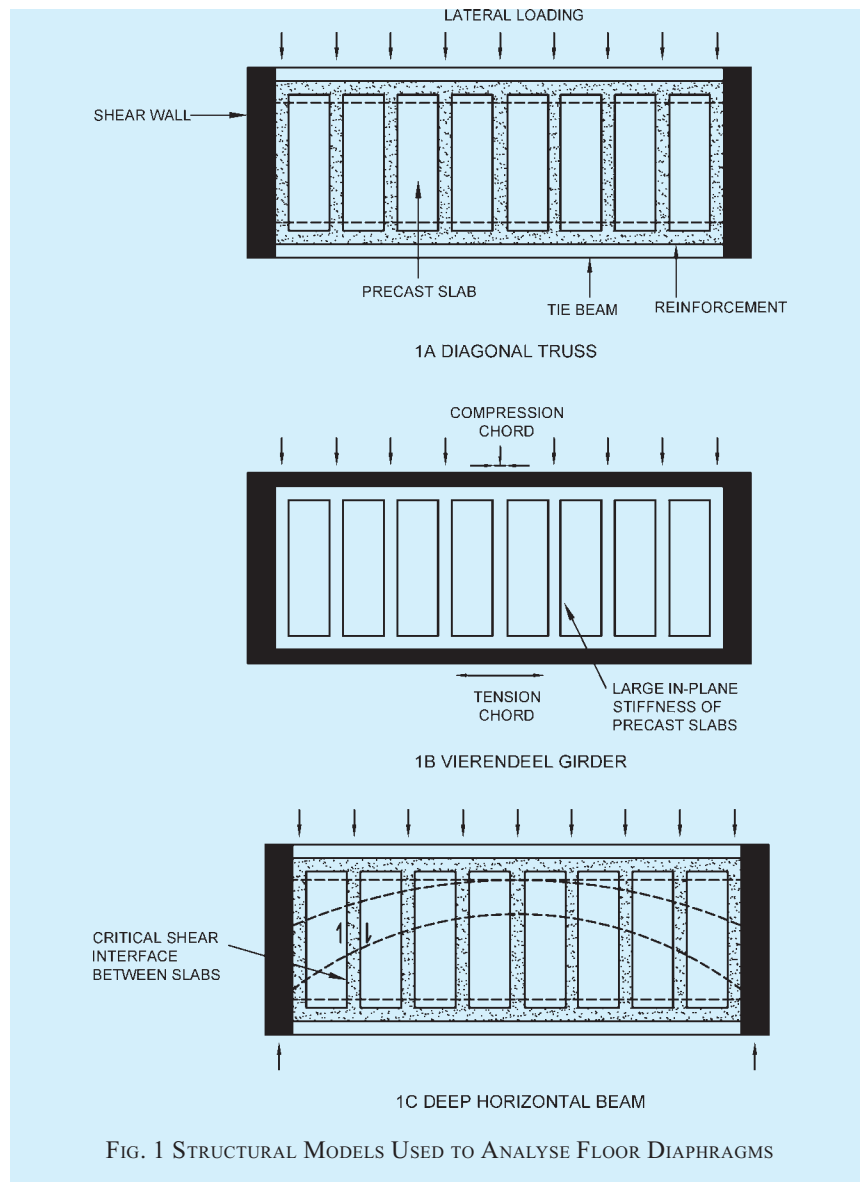 LATERAL LOADING
SHEAR WALL
PRECAST SLAB
TIE BEAM
REINFORCEMENT
1A DIAGONAL TRUSS
COMPRESSION
CHORD
TENSION
CHORD
LARGE IN-PLANE
STIFFNESS OF
PRECAST SLABS
1B VIERENDEEL GIRDER
CRITICAL SHEAR
INTERFACE
BETWEEN SLABS
1C DEEP HORIZONTAL BEAM
FIG. 1 STRUCTURAL MODELS USED TO ANALYSE FLOOR DIAPHRAGMS